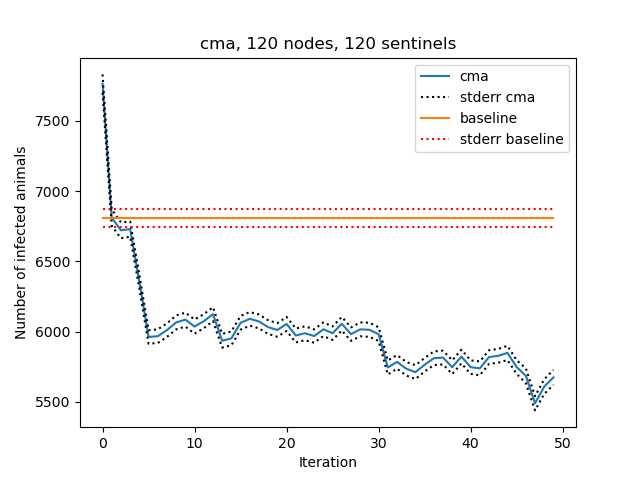 cma, 120 nodes, 120 sentinels
cma
stderr cma
baseline
stderr baseline
Number of infected animals
7500
7000
6500
6000
5500
0 10 20 30 40 50
Iteration